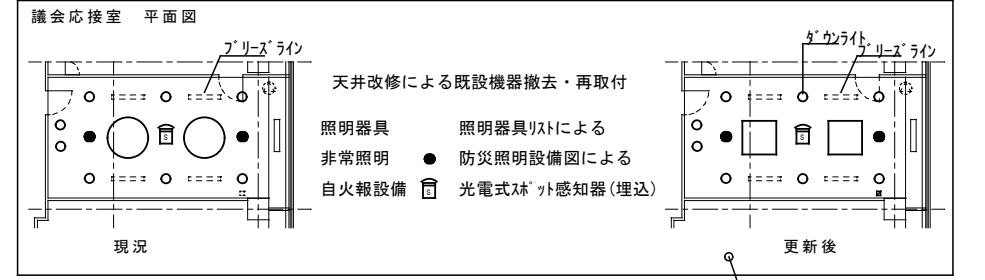 議会応接室　平面図
ﾌﾞﾘｰｽﾞﾗｲﾝ
ﾀﾞｳﾝﾗｲﾄ
ﾌﾞﾘｰｽﾞﾗｲﾝ
天井改修による既設機器撤去・再取付
照明器具　照明器具ﾘｽﾄによる
非常照明　●　防災照明設備図による
自火報設備　S　光電式ｽﾎﾟｯﾄ感知器(埋込)
S
S
現況
更新後